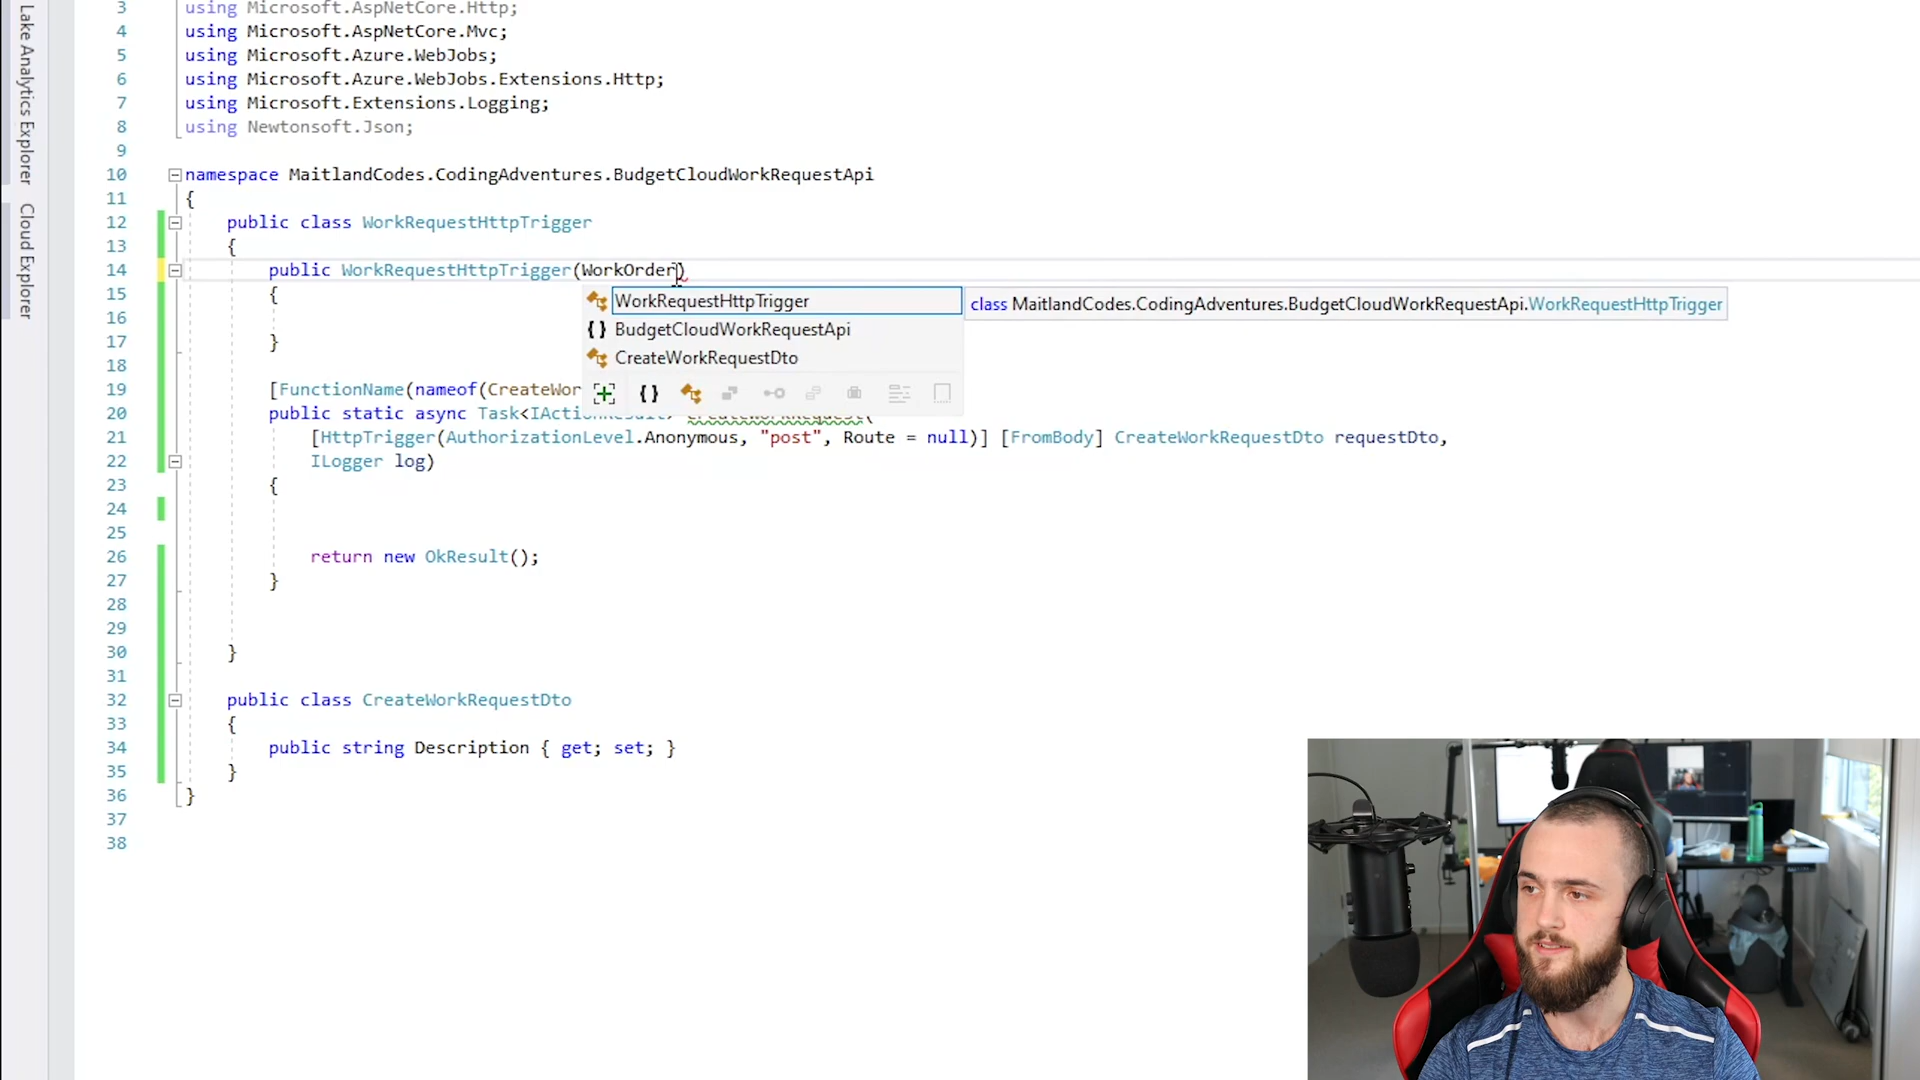 Lake Analytics Explorer
Cloud Explorer
3 using Microsoft.AspNetCore.Http;
4 using Microsoft.AspNetCore.Mvc;
5 using Microsoft.Azure.WebJobs;
6 using Microsoft.Azure.WebJobs.Extensions.Http;
7 using Microsoft.Extensions.Logging;
8 using Newtonsoft.Json;
9
10 namespace MaitlandCodes.CodingAdventures.BudgetCloudWorkRequestApi
11 {
12 public class WorkRequestHttpTrigger
13 {
14 public WorkRequestHttpTrigger(WorkOrder)
15 {
WorkRequestHttpTrigger
class MaitlandCodes.CodingAdventures.BudgetCloudWorkRequestApi.WorkRequestHttpTrigger
16
{} BudgetCloudWorkRequestApi
17 }
CreateWorkRequestDto
18
19 [FunctionName(nameof(CreateWor
{}
20 public static async Task<IActionResult> CreateWorkRequest(
21 [HttpTrigger(AuthorizationLevel.Anonymous, "post", Route = null)] [FromBody] CreateWorkRequestDto requestDto,
22 ILogger log)
23 {
24
25
26 return new OkResult();
27 }
28
29
30 }
31
32 public class CreateWorkRequestDto
33 {
34 public string Description { get; set; }
35 }
36 }
37
38